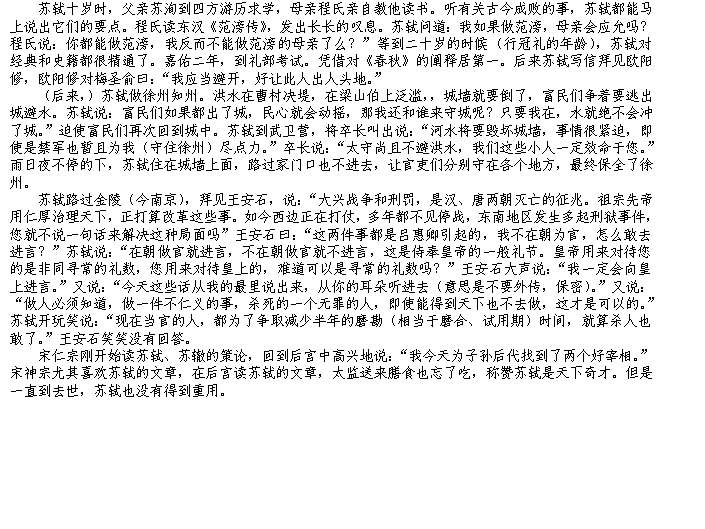 苏轼十岁时，父亲苏洵到四方游历求学，母亲程氏亲自教他读书。听有关古今成败的事，苏轼都能马
上说出它们的要点。程氏读东汉《范滂传》，发出长长的叹息。苏轼问道：我如果做范滂，母亲会应允吗？
程氏说：你都能做范滂，我反而不能做范滂的母亲了么？”等到二十岁的时候（行冠礼的年龄），苏轼对
经典和史籍都很精通了。嘉佑二年，到礼部考试。凭借对《春秋》的阐释居第一。后来苏轼写信拜见欧阳
修，欧阳修对梅圣俞曰：“我应当避开，好让此人出人头地。”
（后来，）苏轼做徐州知州。洪水在曹村决堤，在梁山伯上泛滥，，城墙就要倒了，富民们争着要逃出
城避水。苏轼说：富民们如果都出了城，民心就会动摇，那我还和谁来守城呢？只要我在，水就绝不会冲
了城。”迫使富民们再次回到城中。苏轼到武卫营，将卒长叫出说：“河水将要毁坏城墙，事情很紧迫，即
使是禁军也暂且为我（守住徐州）尽点力。”卒长说：“太守尚且不避洪水，我们这些小人一定效命于您。”
雨日夜不停的下，苏轼住在城墙上面，路过家门口也不进去，让官吏们分别守在各个地方，最终保全了徐
州。
苏轼路过金陵（今南京），拜见王安石，说：“大兴战争和刑罚，是汉、唐两朝灭亡的征兆。祖宗先帝
用仁厚治理天下，正打算改革这些事。如今西边正在打仗，多年都不见停战，东南地区发生多起刑狱事件，
您就不说一句话来解决这种局面吗”王安石曰：“这两件事都是吕惠卿引起的，我不在朝为官，怎么敢去
进言？”苏轼说：“在朝做官就进言，不在朝做官就不进言，这是侍奉皇帝的一般礼节。皇帝用来对待您
的是非同寻常的礼数，您用来对待皇上的，难道可以是寻常的礼数吗？”王安石大声说：“我一定会向皇
上进言。”又说：“今天这些话从我的最里说出来，从你的耳朵听进去（意思是不要外传，保密）。”又说：
“做人必须知道，做一件不仁义的事，杀死的一个无罪的人，即使能得到天下也不去做，这才是可以的。”
苏轼开玩笑说：“现在当官的人，都为了争取减少半年的磨勘（相当于磨合、试用期）时间，就算杀人也
敢了。”王安石笑笑没有回答。
宋仁宗刚开始读苏轼、苏辙的策论，回到后宫中高兴地说：“我今天为子孙后代找到了两个好宰相。”
宋神宗尤其喜欢苏轼的文章，在后宫读苏轼的文章，太监送来膳食也忘了吃，称赞苏轼是天下奇才。但是
一直到去世，苏轼也没有得到重用。